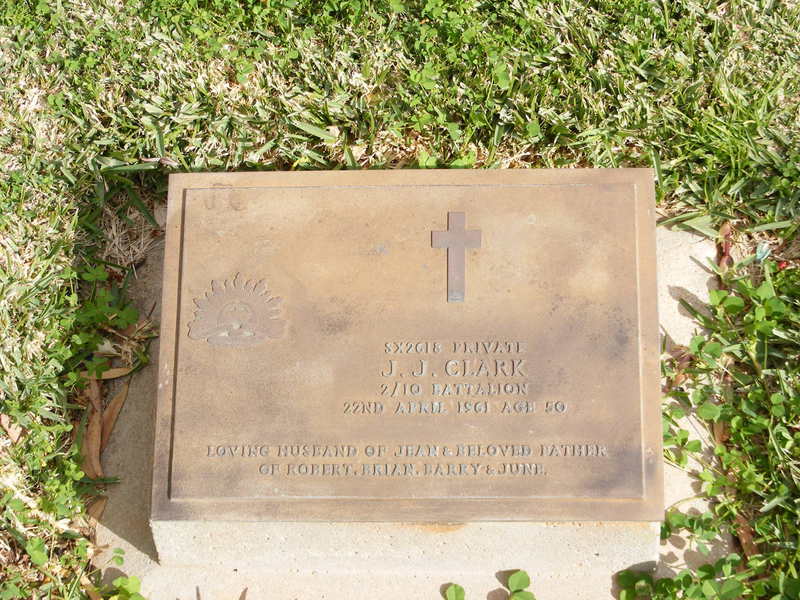 SX2618 PRIVATE
J. J. CLARK
2/10 BATTALION
22ND APRIL 1961 AGE 50
LOVING HUSBAND OF JEAN & BELOVED FATHER
OF ROBERT, BRIAN, BARRY & JUNE.